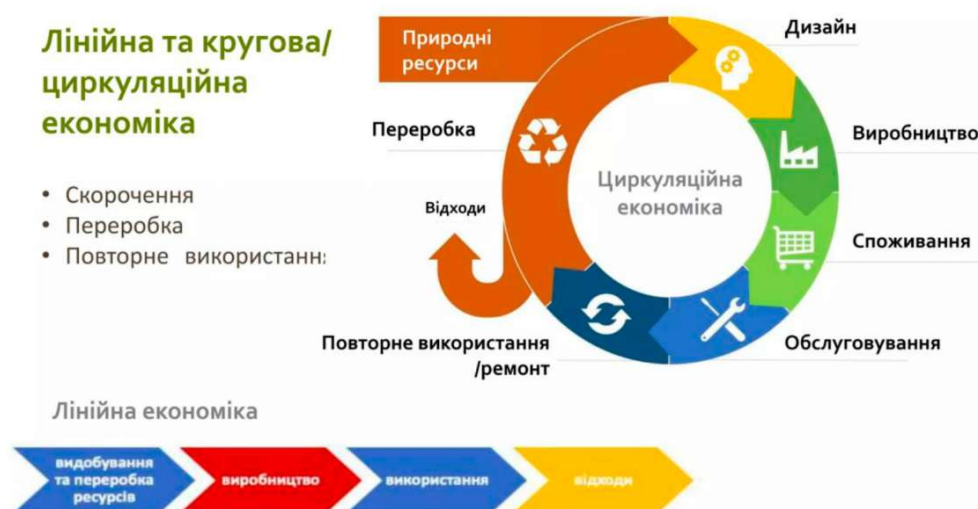 Лінійна та кругова/
циркуляційна
економіка
• Скорочення
• Переробка
• Повторне використанн
Природні
ресурси
Дизайн
Переробка
Виробництво
Циркуляційна
економіка
Відходи
Споживання
Повторне використання
/ремонт
Обслуговування
Лінійна економіка
видобування
та переробка
ресурсів
виробництво
використання
відходи